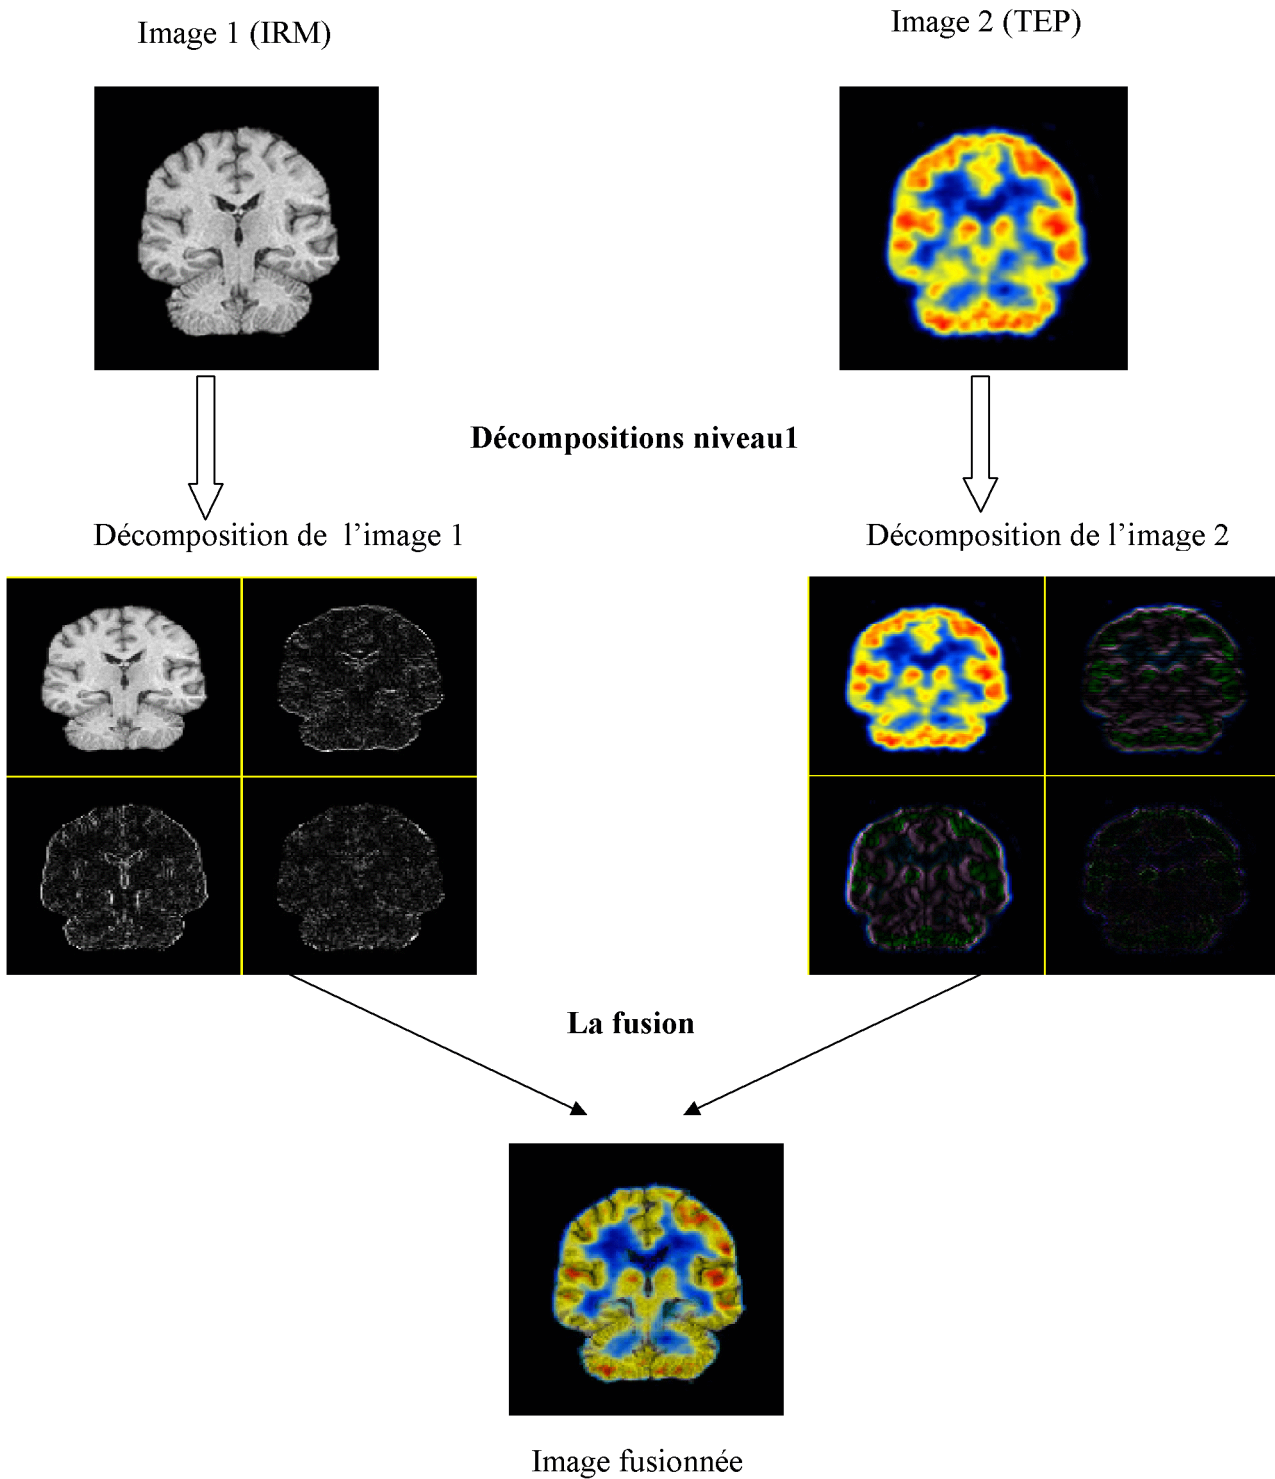 Image 1 (IRM)
Image 2 (TEP)
Décompositions niveau1
Décomposition de l’image 1
Décomposition de l’image 2
La fusion
Image fusionnée